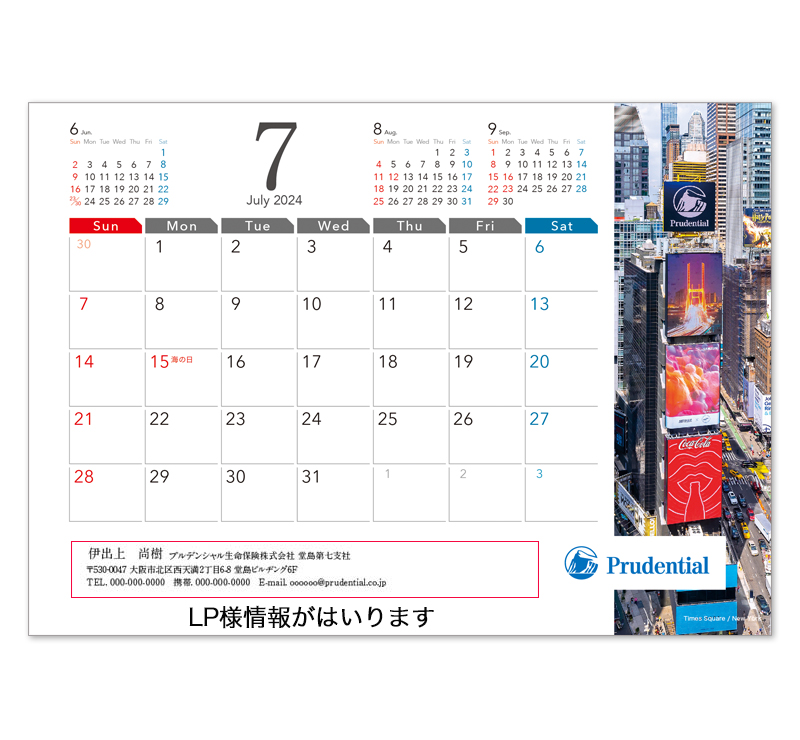 6 Jun.
Sun Mon Tue Wed Thu Fri Sat
1
2 3 4 5 6 7 8
9 10 11 12 13 14 15
16 17 18 19 20 21 22
23/30 24 25 26 27 28 29
7
July 2024
8 Aug.
Sun Mon Tue Wed Thu Fri Sat
1 2 3
4 5 6 7 8 9 10
11 12 13 14 15 16 17
18 19 20 21 22 23 24
25 26 27 28 29 30 31
9 Sep.
Sun Mon Tue Wed Thu Fri Sat
1 2 3 4 5 6 7
8 9 10 11 12 13 14
15 16 17 18 19 20 21
22 23 24 25 26 27 28
29 30
Sun Mon Tue Wed Thu Fri Sat
30 1 2 3 4 5 6
7 8 9 10 11 12 13
14 15 海の日 16 17 18 19 20
21 22 23 24 25 26 27
28 29 30 31 1 2 3
Prudential
Coca-Cola
伊出上 尚樹 プルデンシャル生命保険株式会社 堂島第七支社
〒530-0047 大阪市北区西天満2丁目6-8 堂島ビルヂング6F
TEL. 000-000-0000 携帯. 000-000-0000 E-mail. oooooo@prudential.co.jp
Prudential
LP様情報がはいります
Times Square / New York